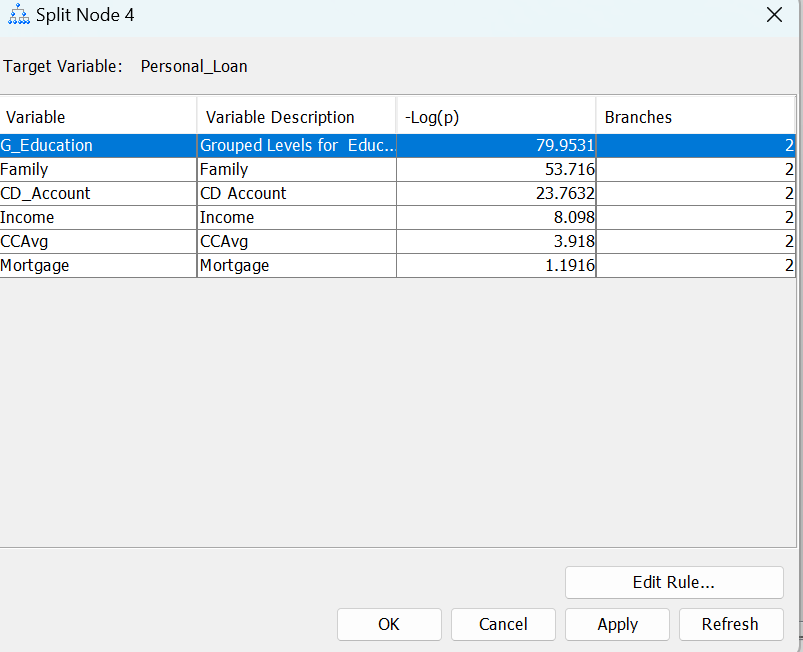 Split Node 4
Target Variable: Personal_Loan
Variable Variable Description -Log(p) Branches
G_Education Grouped Levels for Educ... 79.9531 2
Family Family 53.716 2
CD_Account CD Account 23.7632 2
Income Income 8.098 2
CCAvg CCAvg 3.918 2
Mortgage Mortgage 1.1916 2
Edit Rule...
OK Cancel Apply Refresh